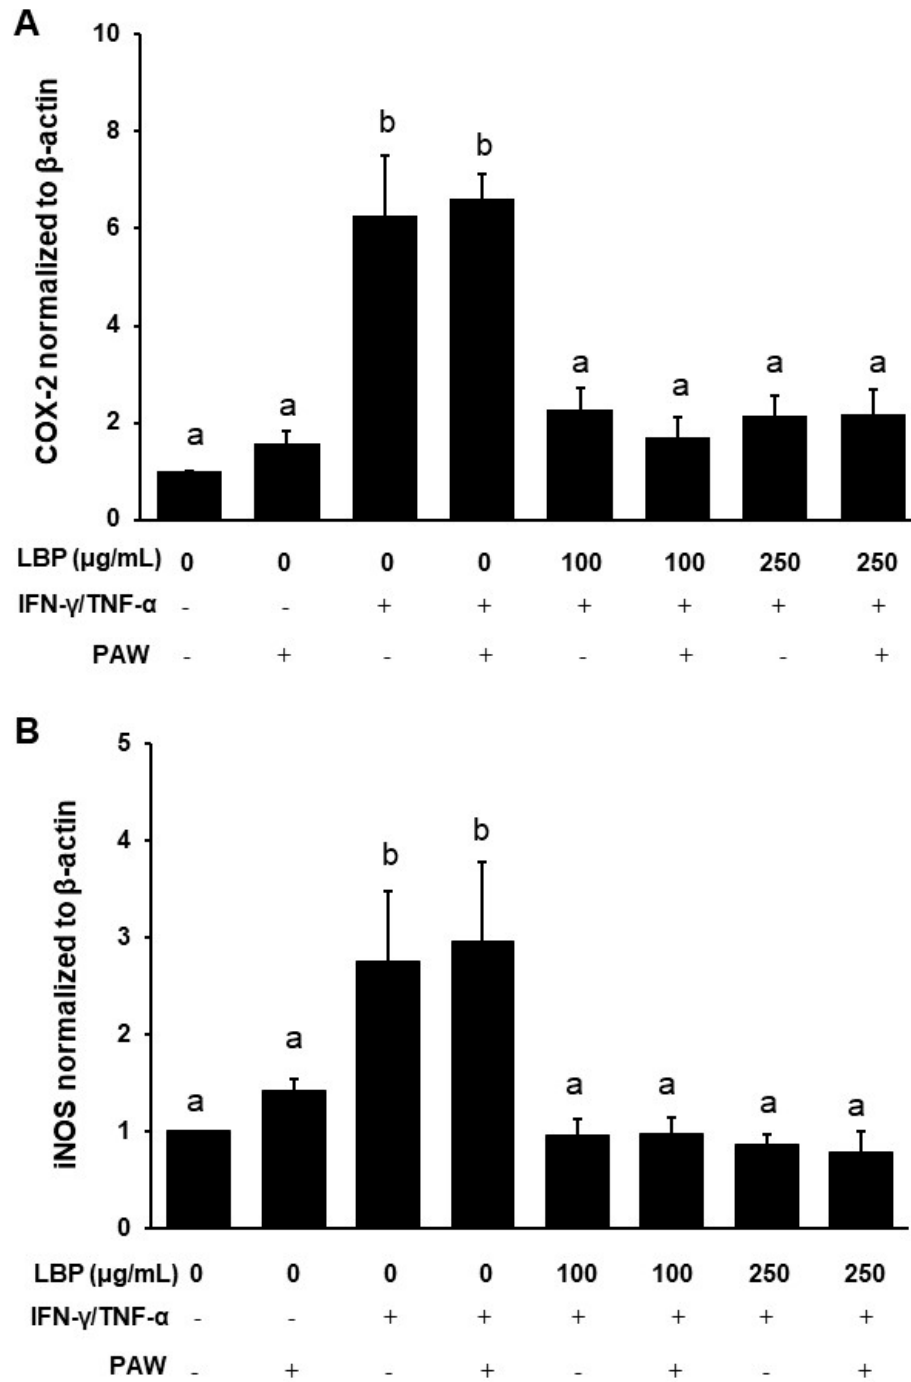 A
COX-2 normalized to β-actin
10
8
6
4
2
0
b
b
a
a
a
a
a
a
LBP (μg/mL) 0 0 0 0 100 100 250 250
IFN-γ/TNF-α - - + + + + + +
PAW - + - + - + - +
B
iNOS normalized to β-actin
5
4
3
2
1
0
b
b
a
a
a
a
a
a
LBP (μg/mL) 0 0 0 0 100 100 250 250
IFN-γ/TNF-α - - + + + + + +
PAW - + - + - + - +